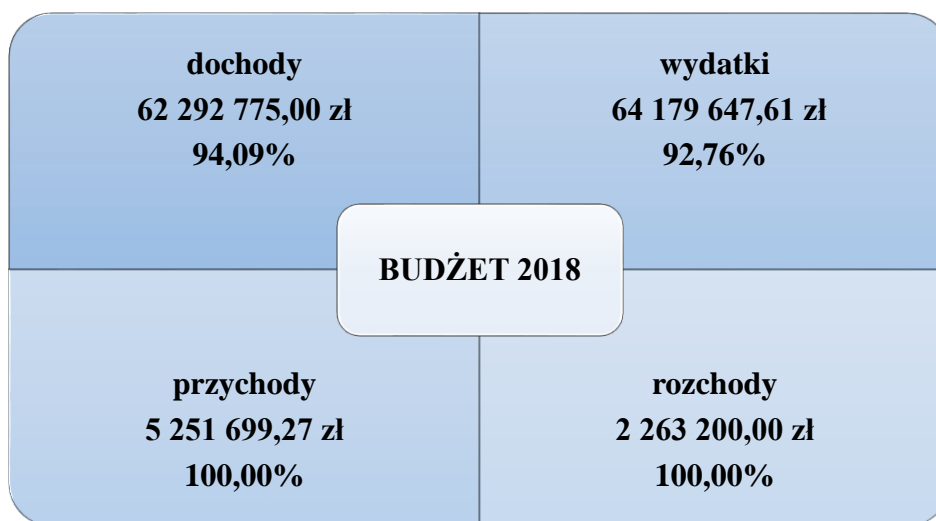 dochody
62 292 775,00 zł
94,09%
wydatki
64 179 647,61 zł
92,76%
BUDŻET 2018
przychody
5 251 699,27 zł
100,00%
rozchody
2 263 200,00 zł
100,00%